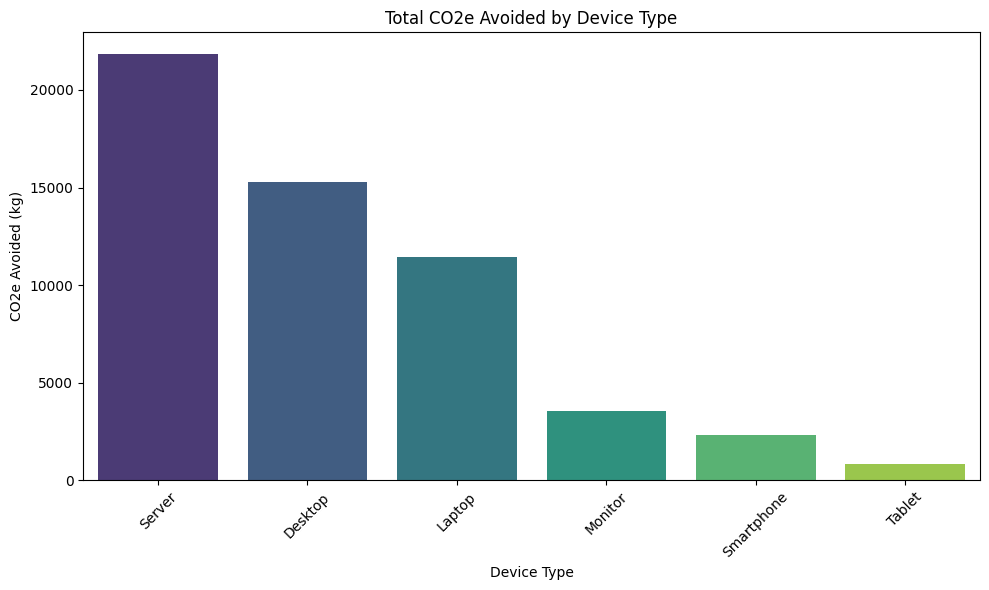 Total CO2e Avoided by Device Type
CO2e Avoided (kg)
20000
15000
10000
5000
0
Server
Desktop
Laptop
Monitor
Smartphone
Tablet
Device Type